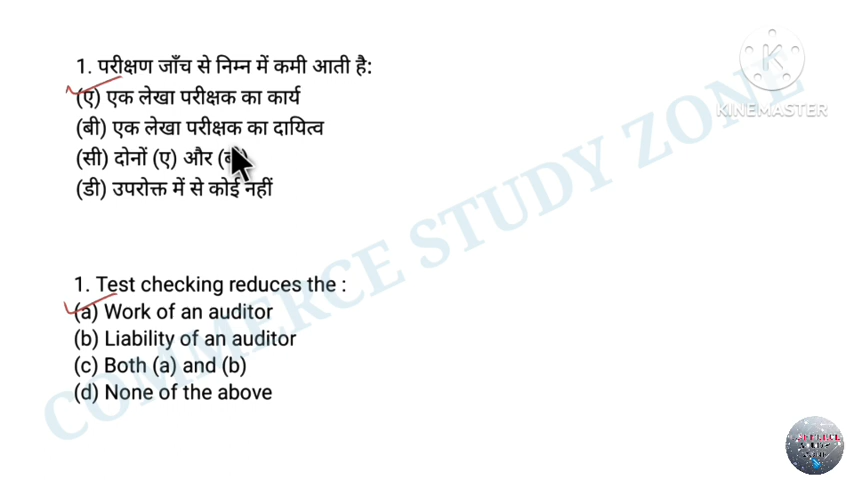 1. परीक्षण जाँच से निम्न में कमी आती है:
(ए) एक लेखा परीक्षक का कार्य
(बी) एक लेखा परीक्षक का दायित्व
(सी) दोनों (ए) और
(डी) उपरोक्त में से कोई नहीं
KINEMASTER
COMMERCE STUDY ZONE
1. Test checking reduces the :
(a) Work of an auditor
(b) Liability of an auditor
(c) Both (a) and (b)
(d) None of the above